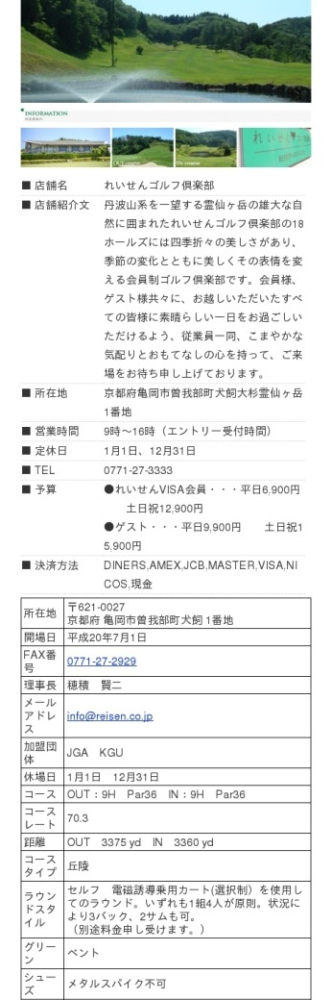 INFORMATION
OUT course
IN course
れいせん
■ 店舗名 れいせんゴルフ倶楽部
■ 店舗紹介文 丹波山系を一望する霊仙ヶ岳の雄大な自
然に囲まれたれいせんゴルフ倶楽部の18
ホールズには四季折々の美しさがあり、
季節の変化とともに美しくその表情を変
える会員制ゴルフ倶楽部です。会員様、
ゲスト様共々に、お越しいただいたすべ
ての皆様に素晴らしい一日をお過ごしい
ただけるよう、従業員一同、こまやかな
気配りとおもてなしの心を持って、ご来
場をお待ち申し上げております。
■ 所在地 京都府亀岡市曽我部町犬飼大杉霊仙ヶ岳
1番地
■ 営業時間 9時〜16時（エントリー受付時間）
■ 定休日 1月1日、12月31日
■ TEL 0771-27-3333
■ 予算 ●れいせんVISA会員・・・平日6,900円
土日祝12,900円
●ゲスト・・・平日9,900円 土日祝1
5,900円
■ 決済方法 DINERS,AMEX,JCB,MASTER,VISA,NI
COS,現金
所在地 〒621-0027
京都府 亀岡市曽我部町犬飼 1番地
開場日 平成20年7月1日
FAX番
号 0771-27-2929
理事長 穂積 賢二
メール
アドレ
ス info@reisen.co.jp
加盟団
体 JGA KGU
休場日 1月1日 12月31日
コース OUT：9H Par36 IN：9H Par36
コース
レート 70.3
距離 OUT 3375 yd IN 3360 yd
コース
タイプ 丘陵
ラウン
ドスタ
イル セルフ 電磁誘導乗用カート(選択制）を使用し
てのラウンド。いずれも1組4人が原則。状況に
より3バック、2サムも可。
（別途料金申し受けます。）
グリー
ン ベント
シュー
ズ メタルスパイク不可